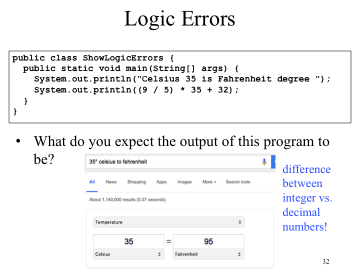 Logic Errors
public class ShowLogicErrors {
public static void main(String[] args) {
System.out.println("Celsius 35 is Fahrenheit degree ");
System.out.println((9 / 5) * 35 + 32);
}
}
• What do you expect the output of this program to
be?
35° celsius to fahrenheit
All News Shopping Apps Images More Search tools
About 1,140,000 results (0.37 seconds)
Temperature
35 = 95
Celsius Fahrenheit
difference
between
integer vs.
decimal
numbers!
32